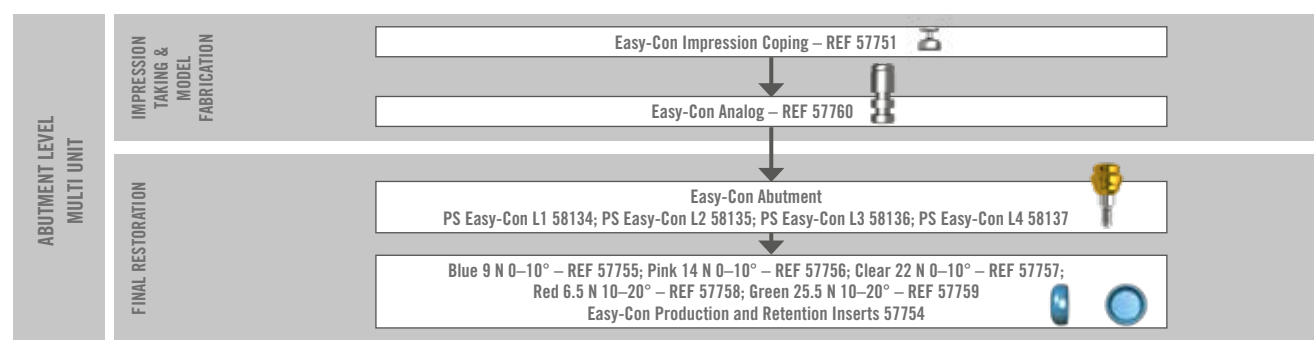 ABUTMENT LEVEL
MULTI UNIT
IMPRESSION
TAKING &
MODEL
FABRICATION
Easy-Con Impression Coping – REF 57751
Easy-Con Analog – REF 57760
FINAL RESTORATION
Easy-Con Abutment
PS Easy-Con L1 58134; PS Easy-Con L2 58135; PS Easy-Con L3 58136; PS Easy-Con L4 58137
Blue 9 N 0–10° – REF 57755; Pink 14 N 0–10° – REF 57756; Clear 22 N 0–10° – REF 57757;
Red 6.5 N 10–20° – REF 57758; Green 25.5 N 10–20° – REF 57759
Easy-Con Production and Retention Inserts 57754